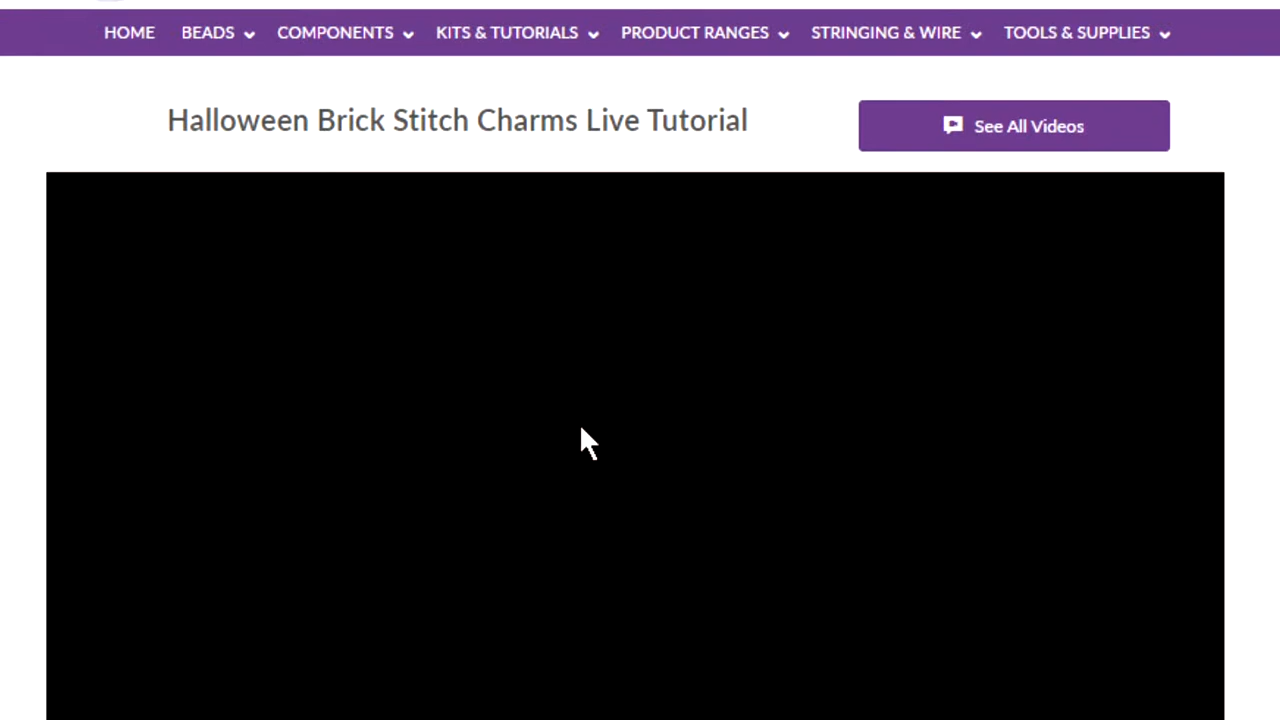 HOME BEADS COMPONENTS KITS & TUTORIALS PRODUCT RANGES STRINGING & WIRE TOOLS & SUPPLIES
Halloween Brick Stitch Charms Live Tutorial
See All Videos